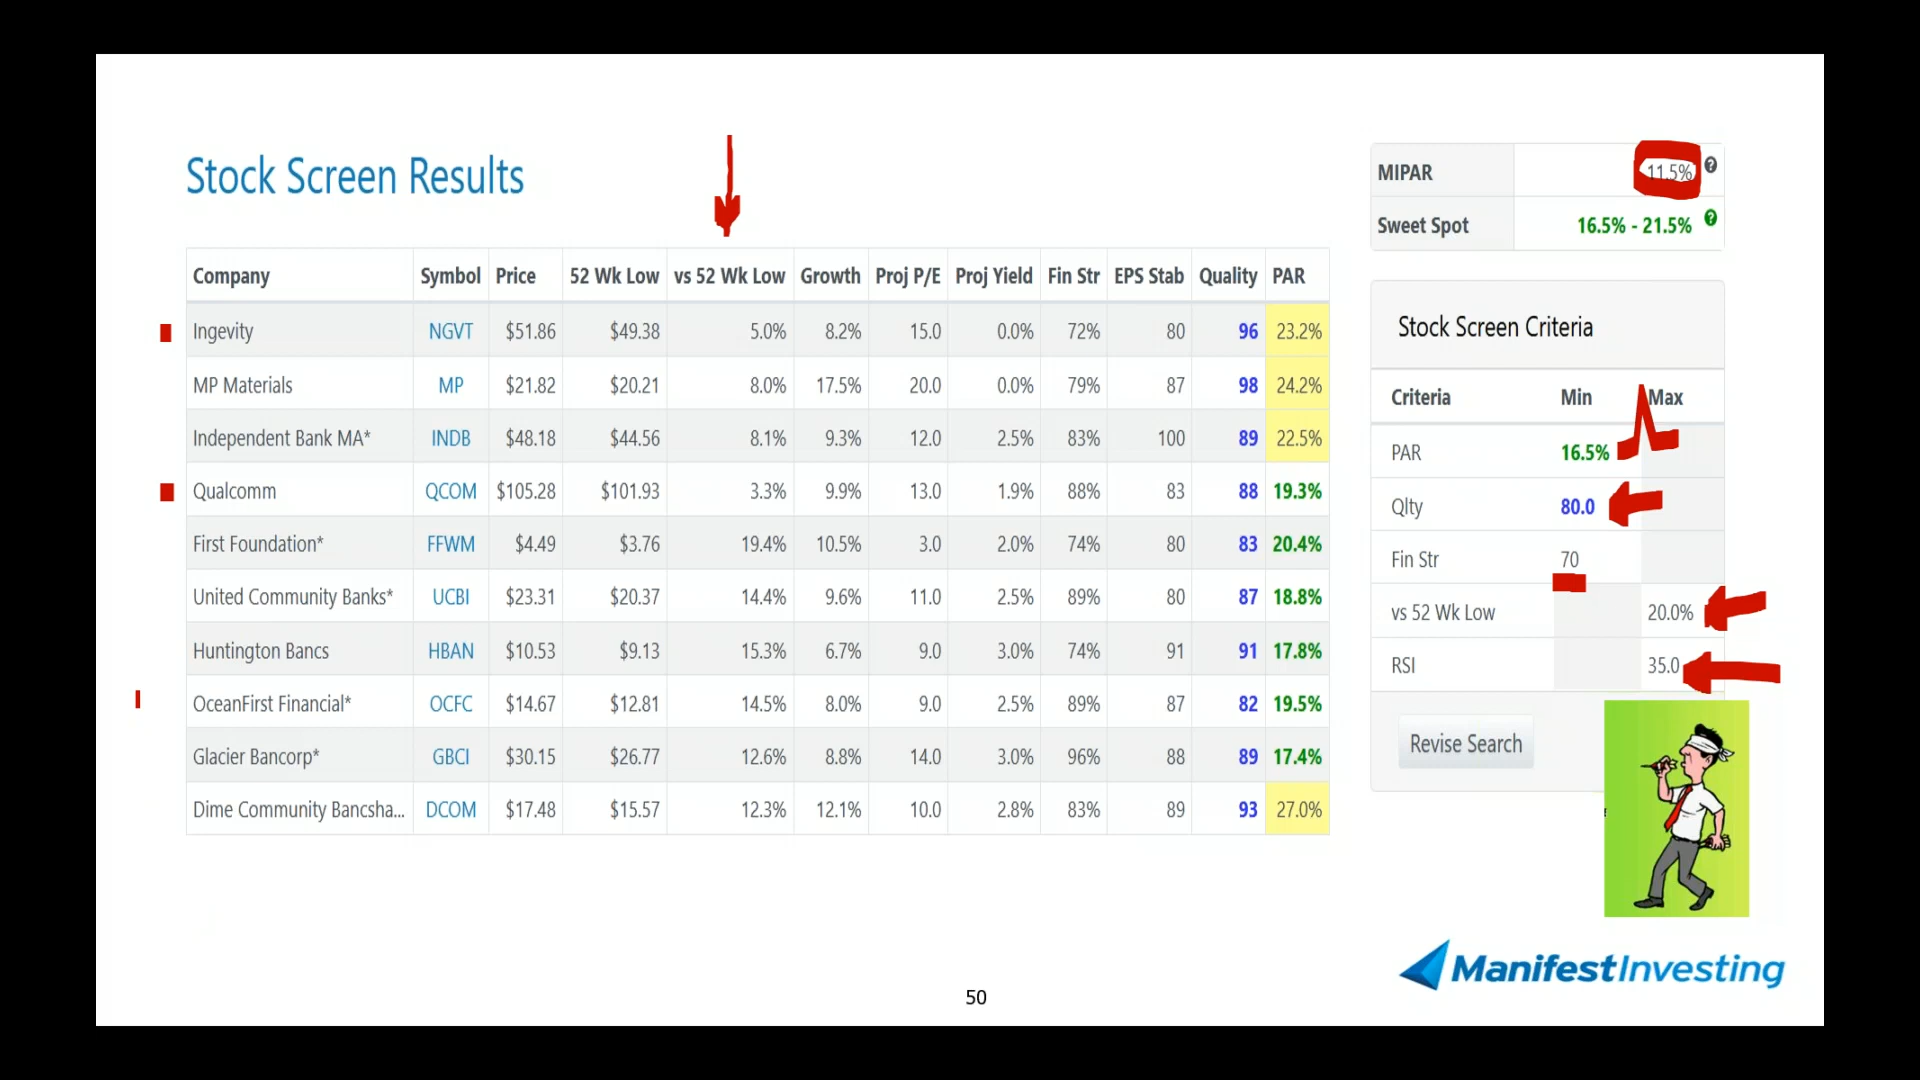 Stock Screen Results
Company Symbol Price 52 Wk Low vs 52 Wk Low Growth Proj P/E Proj Yield Fin Str EPS Stab Quality PAR
Ingevity NGVT $51.86 $49.38 5.0% 8.2% 15.0 0.0% 72% 80 96 23.2%
MP Materials MP $21.82 $20.21 8.0% 17.5% 20.0 0.0% 79% 87 98 24.2%
Independent Bank MA* INDB $48.18 $44.56 8.1% 9.3% 12.0 2.5% 83% 100 89 22.5%
Qualcomm QCOM $105.28 $101.93 3.3% 9.9% 13.0 1.9% 88% 83 88 19.3%
First Foundation* FFWM $4.49 $3.76 19.4% 10.5% 3.0 2.0% 74% 80 83 20.4%
United Community Banks* UCBI $23.31 $20.37 14.4% 9.6% 11.0 2.5% 89% 80 87 18.8%
Huntington Bancs HBAN $10.53 $9.13 15.3% 6.7% 9.0 3.0% 74% 91 91 17.8%
OceanFirst Financial* OCFC $14.67 $12.81 14.5% 8.0% 9.0 2.5% 89% 87 82 19.5%
Glacier Bancorp* GBCI $30.15 $26.77 12.6% 8.8% 14.0 3.0% 96% 88 89 17.4%
Dime Community Bancsha... DCOM $17.48 $15.57 12.3% 12.1% 10.0 2.8% 83% 89 93 27.0%
MIPAR 11.5% ?
Sweet Spot 16.5% - 21.5% ?
Stock Screen Criteria
Criteria Min Max
PAR 16.5%
Qlty 80.0
Fin Str 70
vs 52 Wk Low 20.0%
RSI 35.0
Revise Search
ManifestInvesting
50